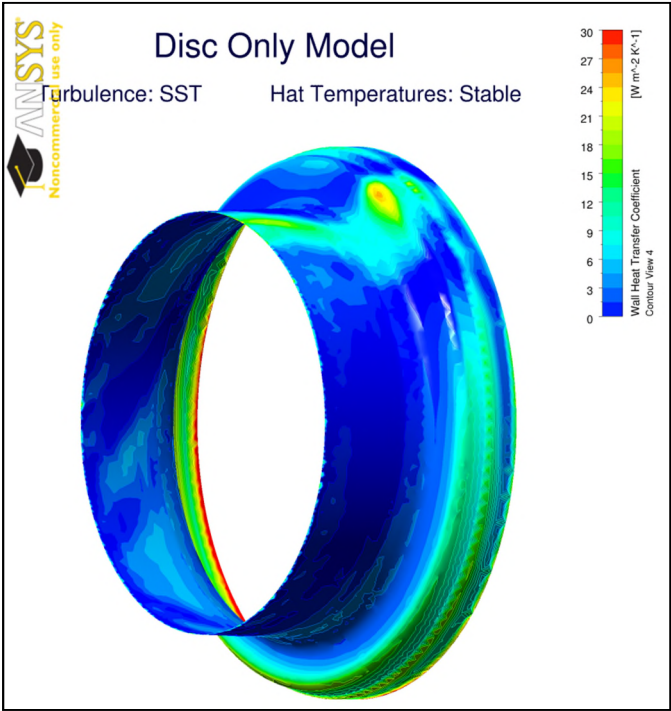 Disc Only Model
Turbulence: SST
Hat Temperatures: Stable
ANSYS
Noncommercial use only
30
27
24
21
18
15
12
9
6
3
0
[W m^-2 K^-1]
Wall Heat Transfer Coefficient
Contour View 4